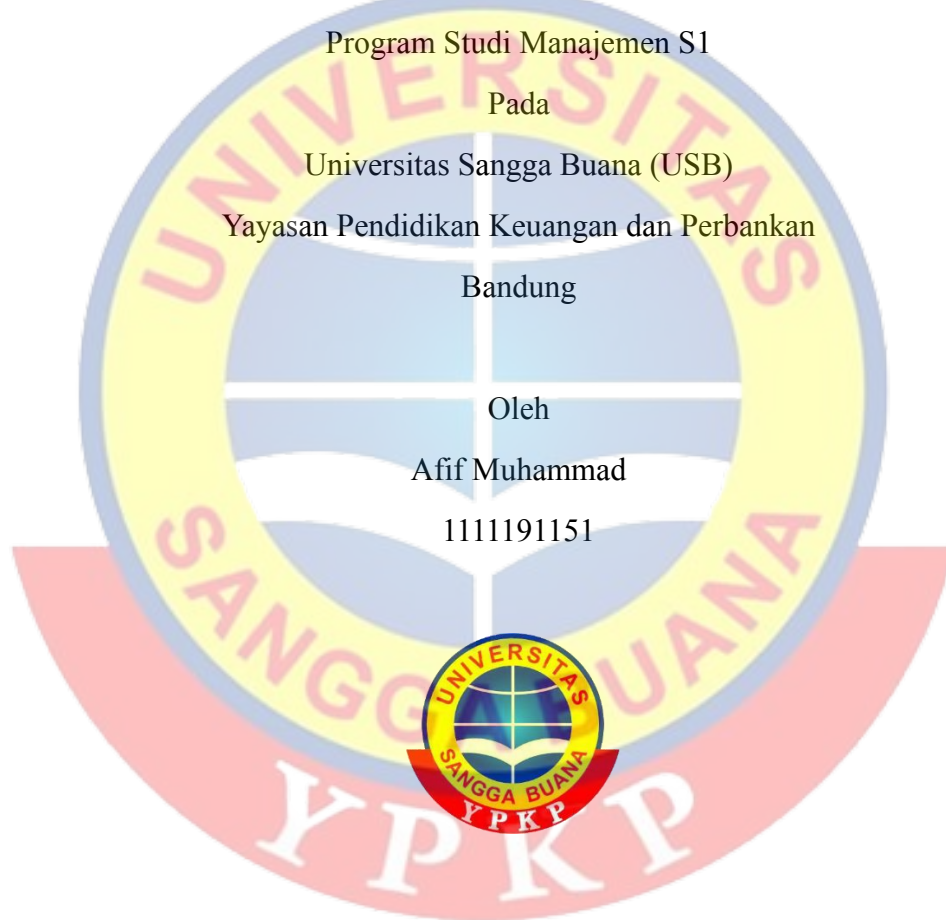 Program Studi Manajemen S1
Pada
Universitas Sangga Buana (USB)
Yayasan Pendidikan Keuangan dan Perbankan
Bandung
Oleh
Afif Muhammad
1111191151
UNIVERSITAS
SANGGA BUANA
YPKP
UNIVERSITAS
SANGGA BUANA
YPKP